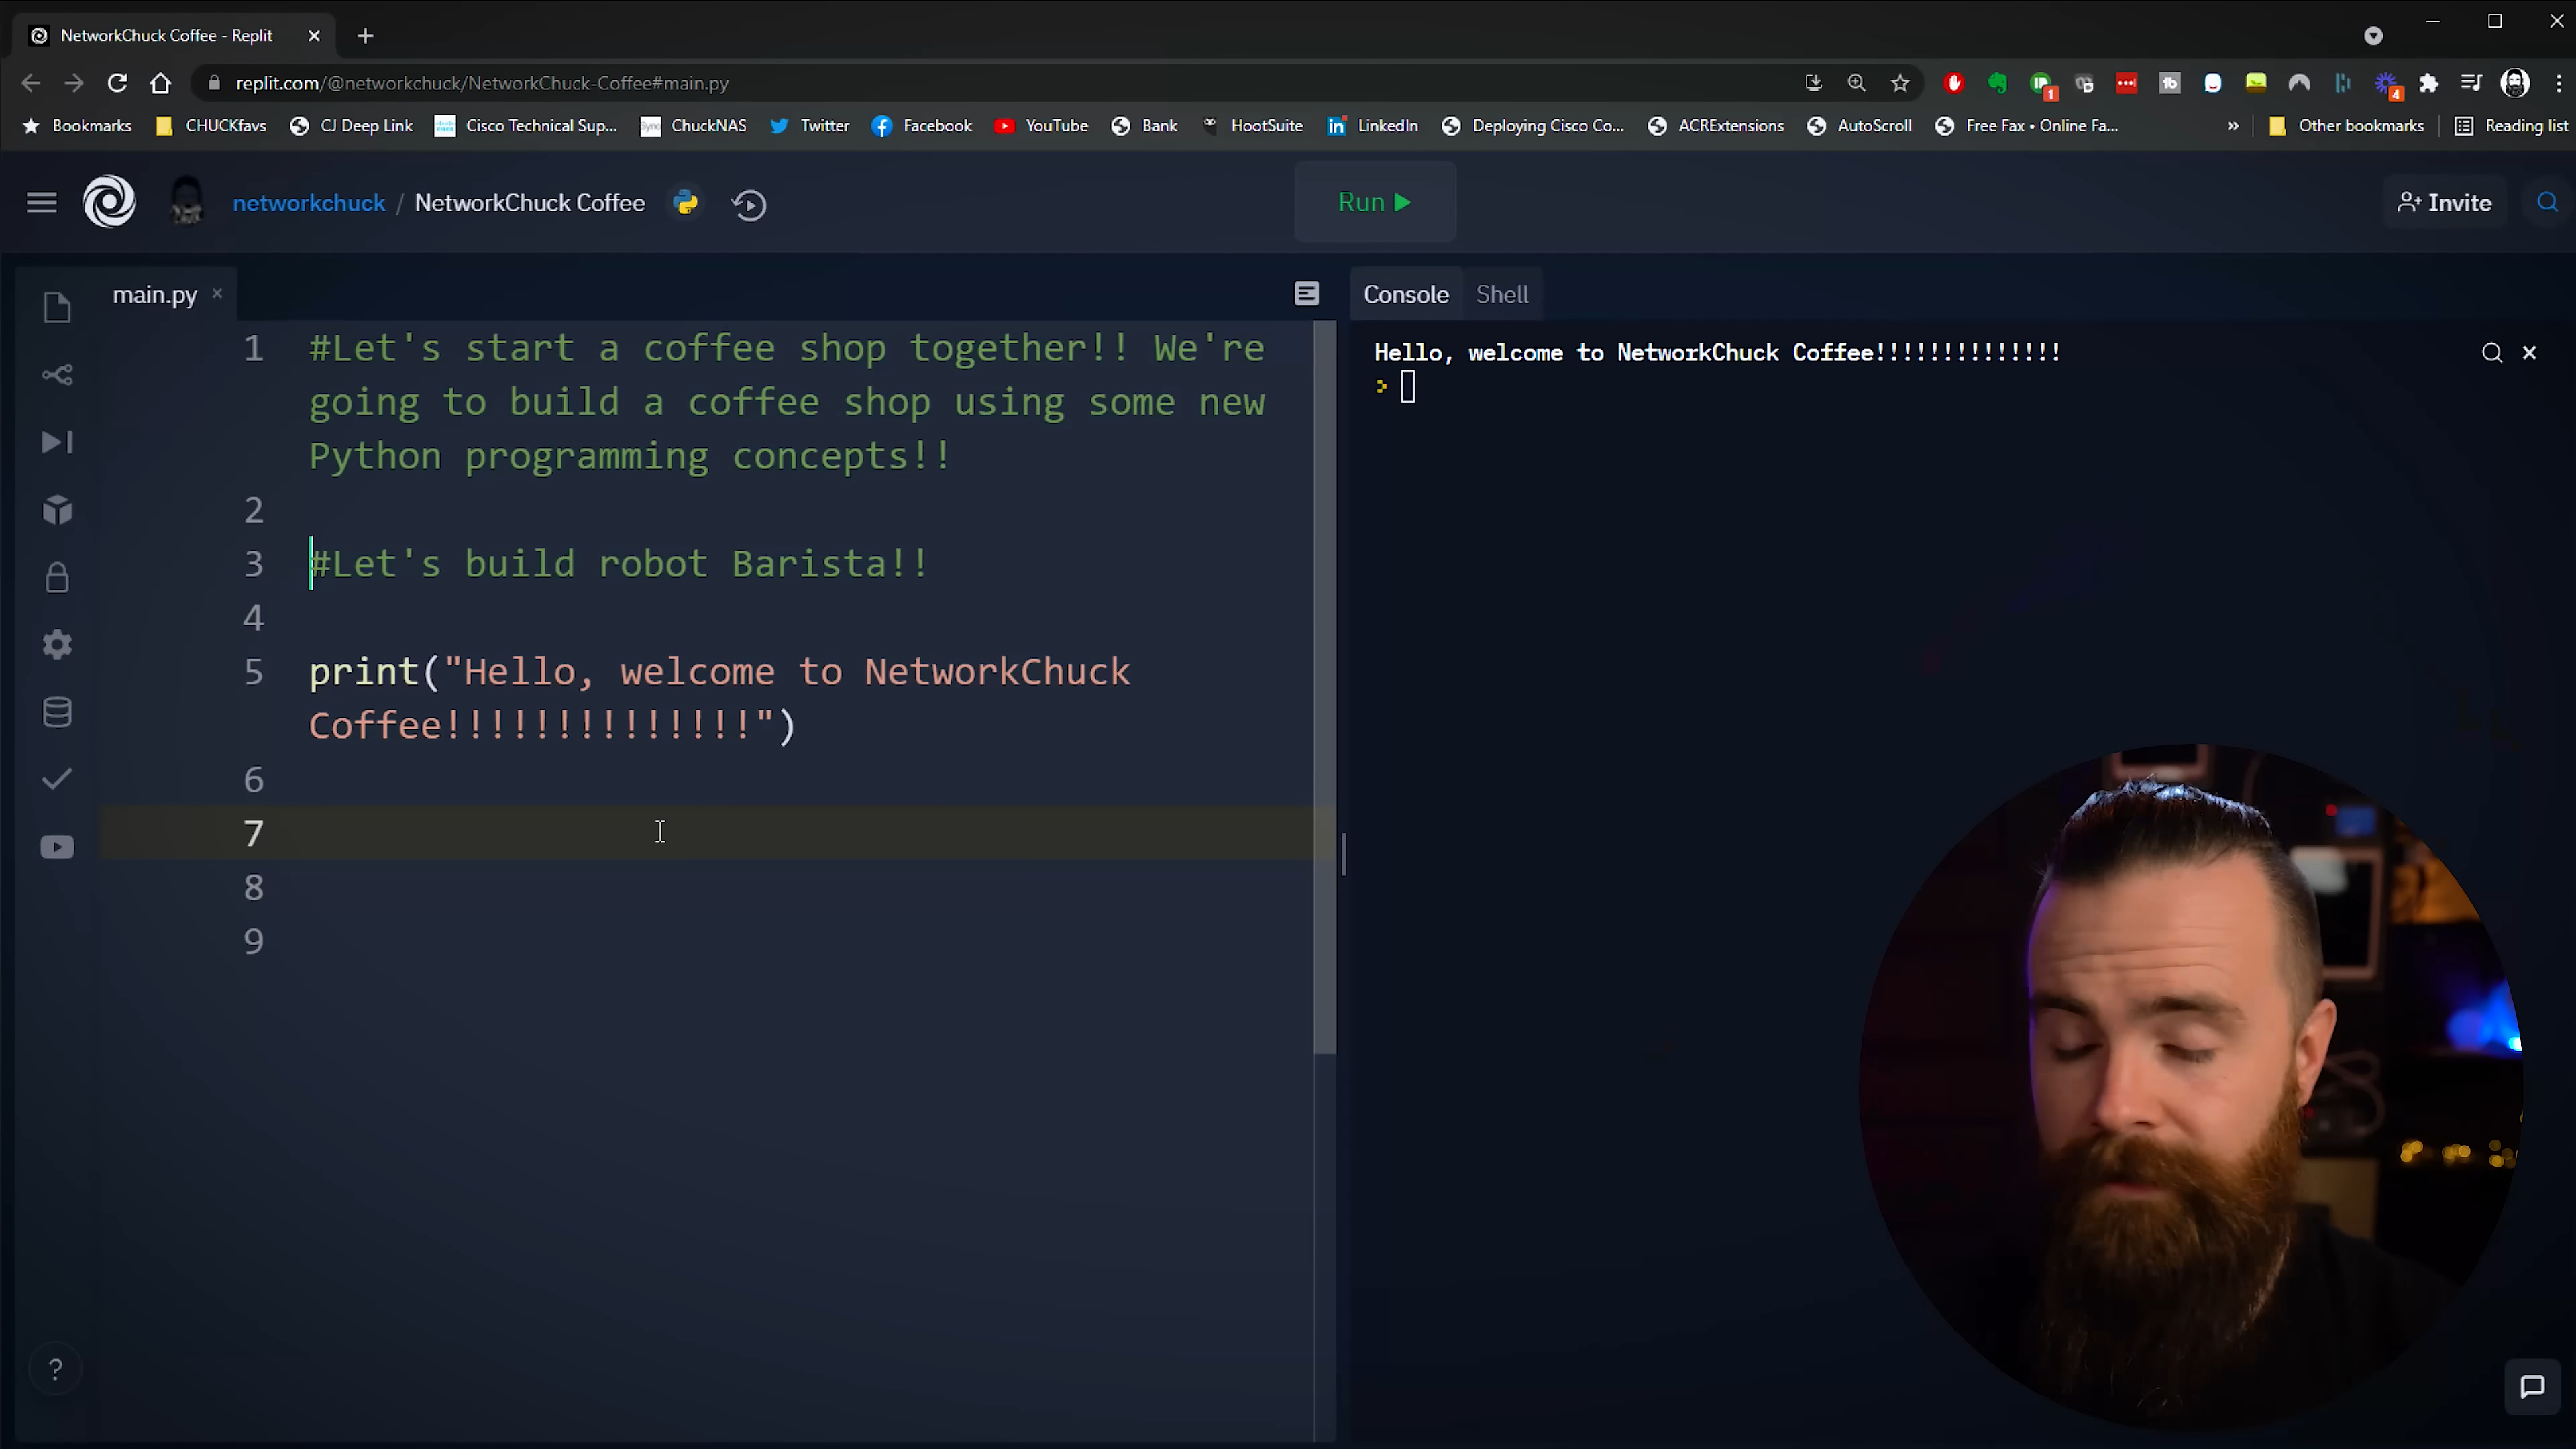 NetworkChuck Coffee - Replit
replit.com/@networkchuck/NetworkChuck-Coffee#main.py
1
4
Bookmarks CHUCKfavs CJ Deep Link Cisco Technical Sup... Sync ChuckNAS Twitter Facebook YouTube Bank HootSuite LinkedIn Deploying Cisco Co... ACRExtensions AutoScroll Free Fax • Online Fa... » Other bookmarks Reading list
networkchuck / NetworkChuck Coffee Run Invite
main.py Console Shell
1 #Let's start a coffee shop together!! We're
going to build a coffee shop using some new
Python programming concepts!!
2
3 #Let's build robot Barista!!
4
5 print("Hello, welcome to NetworkChuck
Coffee!!!!!!!!!!!!!!")
6
7
8
9
Hello, welcome to NetworkChuck Coffee!!!!!!!!!!!!!!
>
?